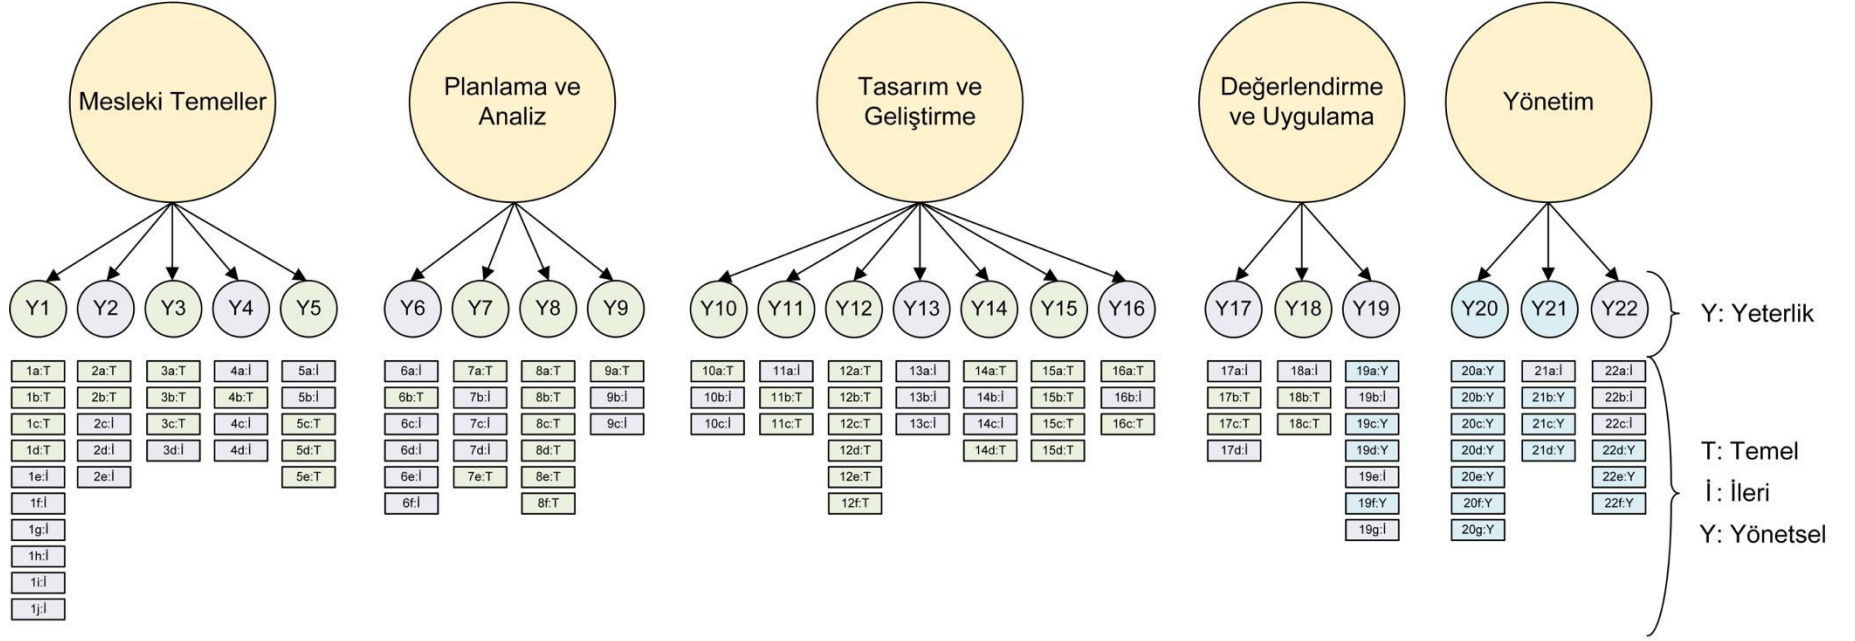 Mesleki Temeller
Planlama ve
Analiz
Tasarım ve
Geliştirme
Değerlendirme
ve Uygulama
Yönetim
Y1 Y2 Y3 Y4 Y5 Y6 Y7 Y8 Y9 Y10 Y11 Y12 Y13 Y14 Y15 Y16 Y17 Y18 Y19 Y20 Y21 Y22
Y: Yeterlik
1a:T 2a:T 3a:T 4a:İ 5a:İ 6a:İ 7a:T 8a:T 9a:T 10a:T 11a:İ 12a:T 13a:İ 14a:T 15a:T 16a:T 17a:İ 18a:İ 19a:Y 20a:Y 21a:İ 22a:İ
1b:T 2b:T 3b:T 4b:T 5b:İ 6b:T 7b:İ 8b:T 9b:İ 10b:İ 11b:T 12b:T 13b:İ 14b:İ 15b:T 16b:İ 17b:T 18b:T 19b:İ 20b:Y 21b:Y 22b:İ
1c:T 2c:İ 3c:T 4c:İ 5c:T 6c:İ 7c:İ 8c:T 9c:İ 10c:İ 11c:T 12c:T 13c:İ 14c:İ 15c:T 16c:T 17c:T 18c:T 19c:Y 20c:Y 21c:Y 22c:İ
1d:T 2d:İ 3d:İ 4d:İ 5d:T 6d:İ 7d:İ 8d:T 12d:T 14d:T 15d:T 17d:İ 19d:Y 20d:Y 21d:Y 22d:Y
1e:İ 2e:İ 5e:T 6e:İ 7e:T 8e:T 12e:T 19e:İ 20e:Y 22e:Y
1f:İ 6f:İ 8f:T 12f:T 19f:Y 20f:Y 22f:Y
1g:İ 19g:İ 20g:Y
1h:İ
1i:İ
1j:İ
T: Temel
İ: İleri
Y: Yönetsel